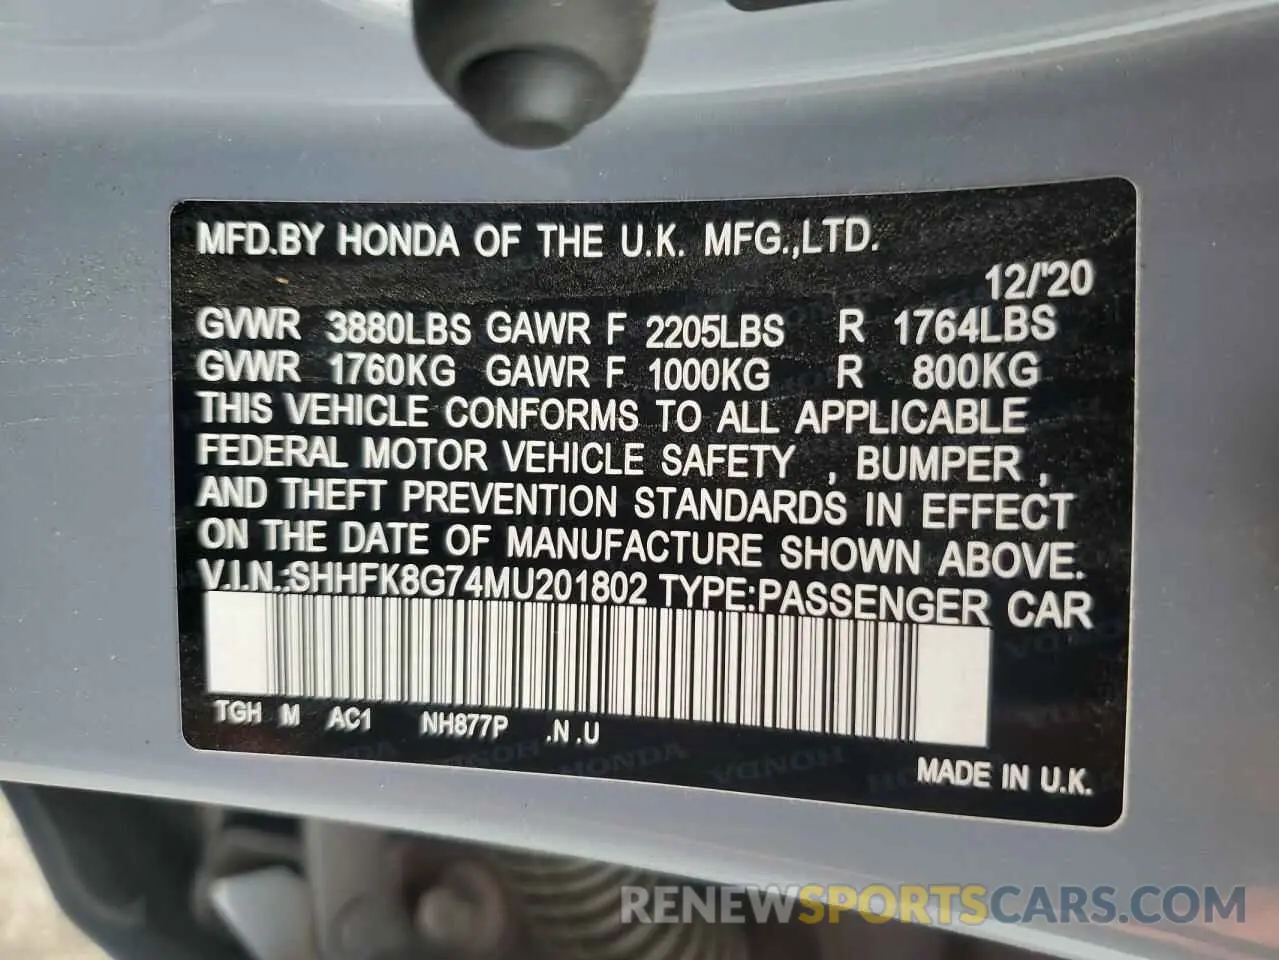 MFD.BY HONDA OF THE U.K. MFG.,LTD.
12/'20
GVWR 3880LBS GAWR F 2205LBS R 1764LBS
GVWR 1760KG GAWR F 1000KG R 800KG
THIS VEHICLE CONFORMS TO ALL APPLICABLE
FEDERAL MOTOR VEHICLE SAFETY , BUMPER ,
AND THEFT PREVENTION STANDARDS IN EFFECT
ON THE DATE OF MANUFACTURE SHOWN ABOVE.
V.I.N.:SHHFK8G74MU201802 TYPE:PASSENGER CAR
TGH M AC1 NH877P .N .U
MADE IN U.K.
RENEWSPORTSCARS.COM